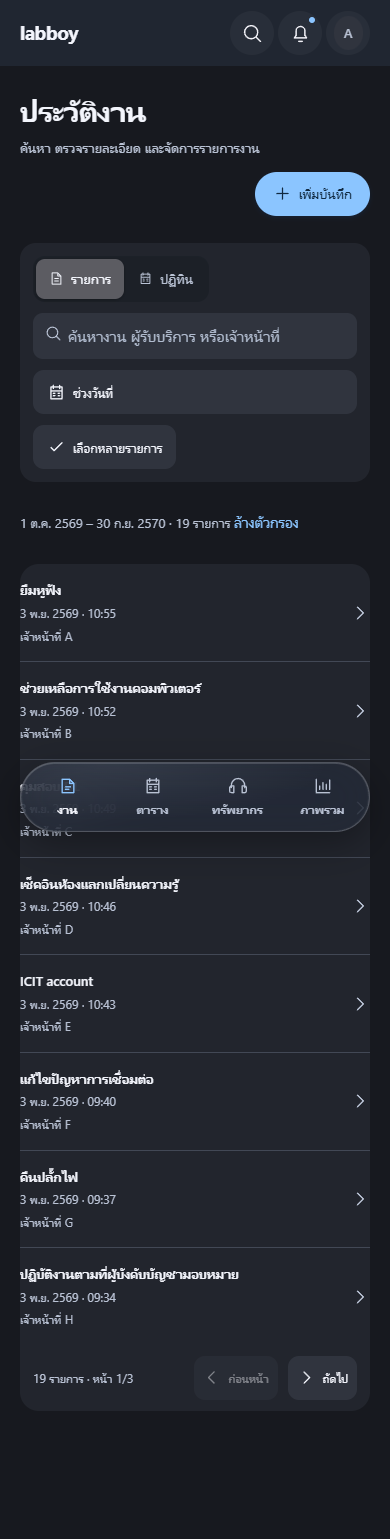 labboy
A
ประวัติงาน
ค้นหา ตรวจรายละเอียด และจัดการรายการงาน
เพิ่มบันทึก
รายการ
ปฏิทิน
ค้นหางาน ผู้รับบริการ หรือเจ้าหน้าที่
ช่วงวันที่
เลือกหลายรายการ
1 ต.ค. 2569 – 30 ก.ย. 2570 · 19 รายการ ล้างตัวกรอง
ยืมหูฟัง
3 พ.ย. 2569 · 10:55
เจ้าหน้าที่ A
ช่วยเหลือการใช้งานคอมพิวเตอร์
3 พ.ย. 2569 · 10:52
เจ้าหน้าที่ B
งาน
ตาราง
ทรัพยากร
ภาพรวม
เจ้าหน้าที่ C
เช็คอินห้องแลกเปลี่ยนความรู้
3 พ.ย. 2569 · 10:46
เจ้าหน้าที่ D
ICIT account
3 พ.ย. 2569 · 10:43
เจ้าหน้าที่ E
แก้ไขปัญหาการเชื่อมต่อ
3 พ.ย. 2569 · 09:40
เจ้าหน้าที่ F
คืนปลั๊กไฟ
3 พ.ย. 2569 · 09:37
เจ้าหน้าที่ G
ปฏิบัติงานตามที่ผู้บังคับบัญชามอบหมาย
3 พ.ย. 2569 · 09:34
เจ้าหน้าที่ H
19 รายการ · หน้า 1/3
ก่อนหน้า
ถัดไป